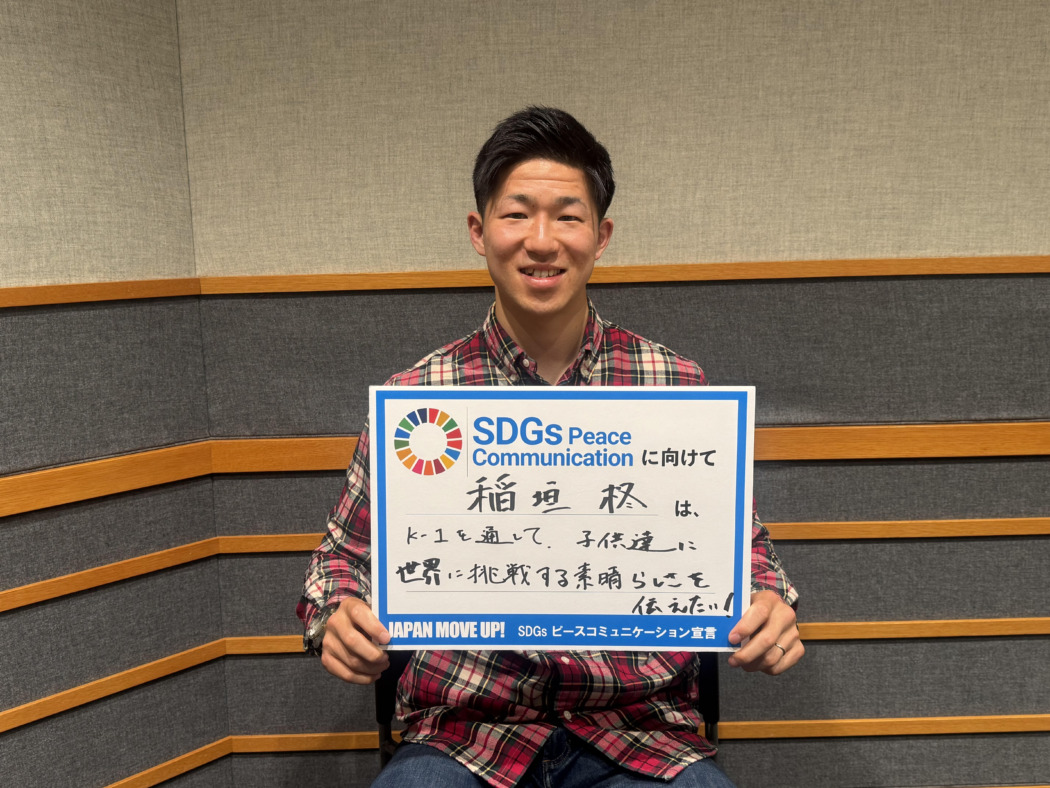 SDGs Peace
Communication に向けて
稲垣 柊 は、
K-1を通して、子供達に
世界に挑戦する素晴らしさを
伝えたい!
JAPAN MOVE UP! SDGs ピースコミュニケーション宣言